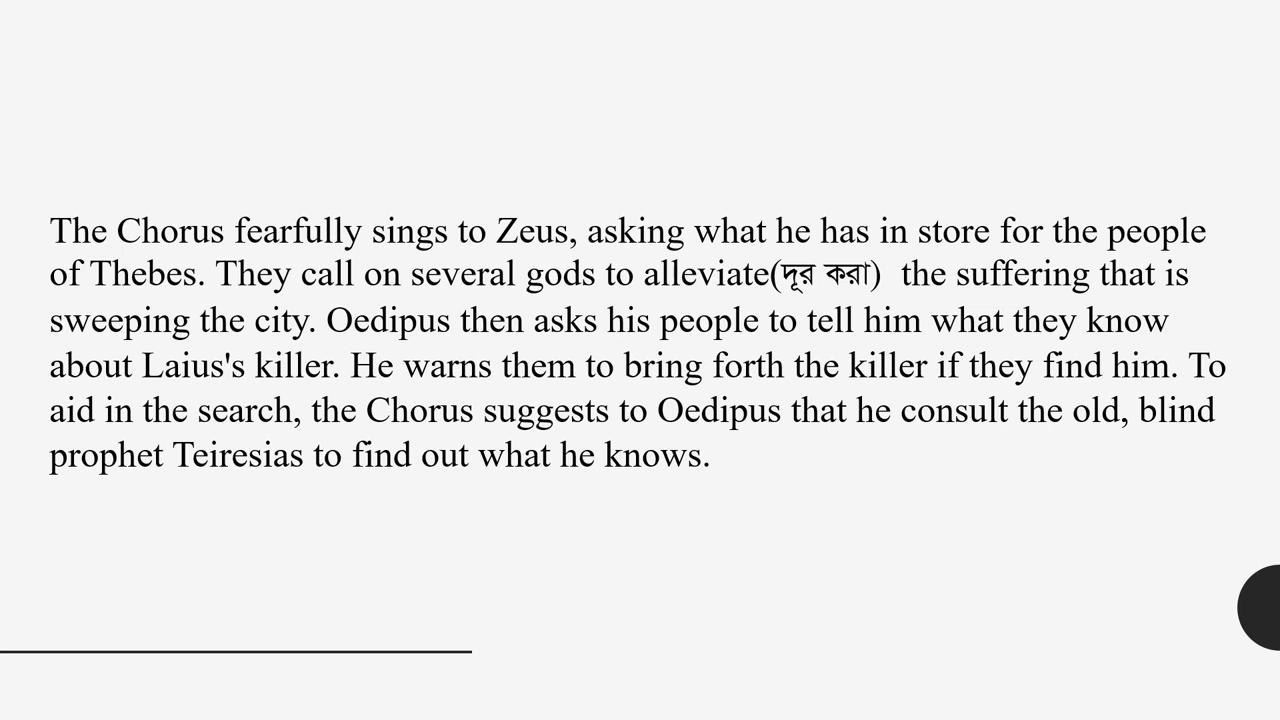 The Chorus fearfully sings to Zeus, asking what he has in store for the people
of Thebes. They call on several gods to alleviate(দূর করা)  the suffering that is
sweeping the city. Oedipus then asks his people to tell him what they know
about Laius's killer. He warns them to bring forth the killer if they find him. To
aid in the search, the Chorus suggests to Oedipus that he consult the old, blind
prophet Teiresias to find out what he knows.